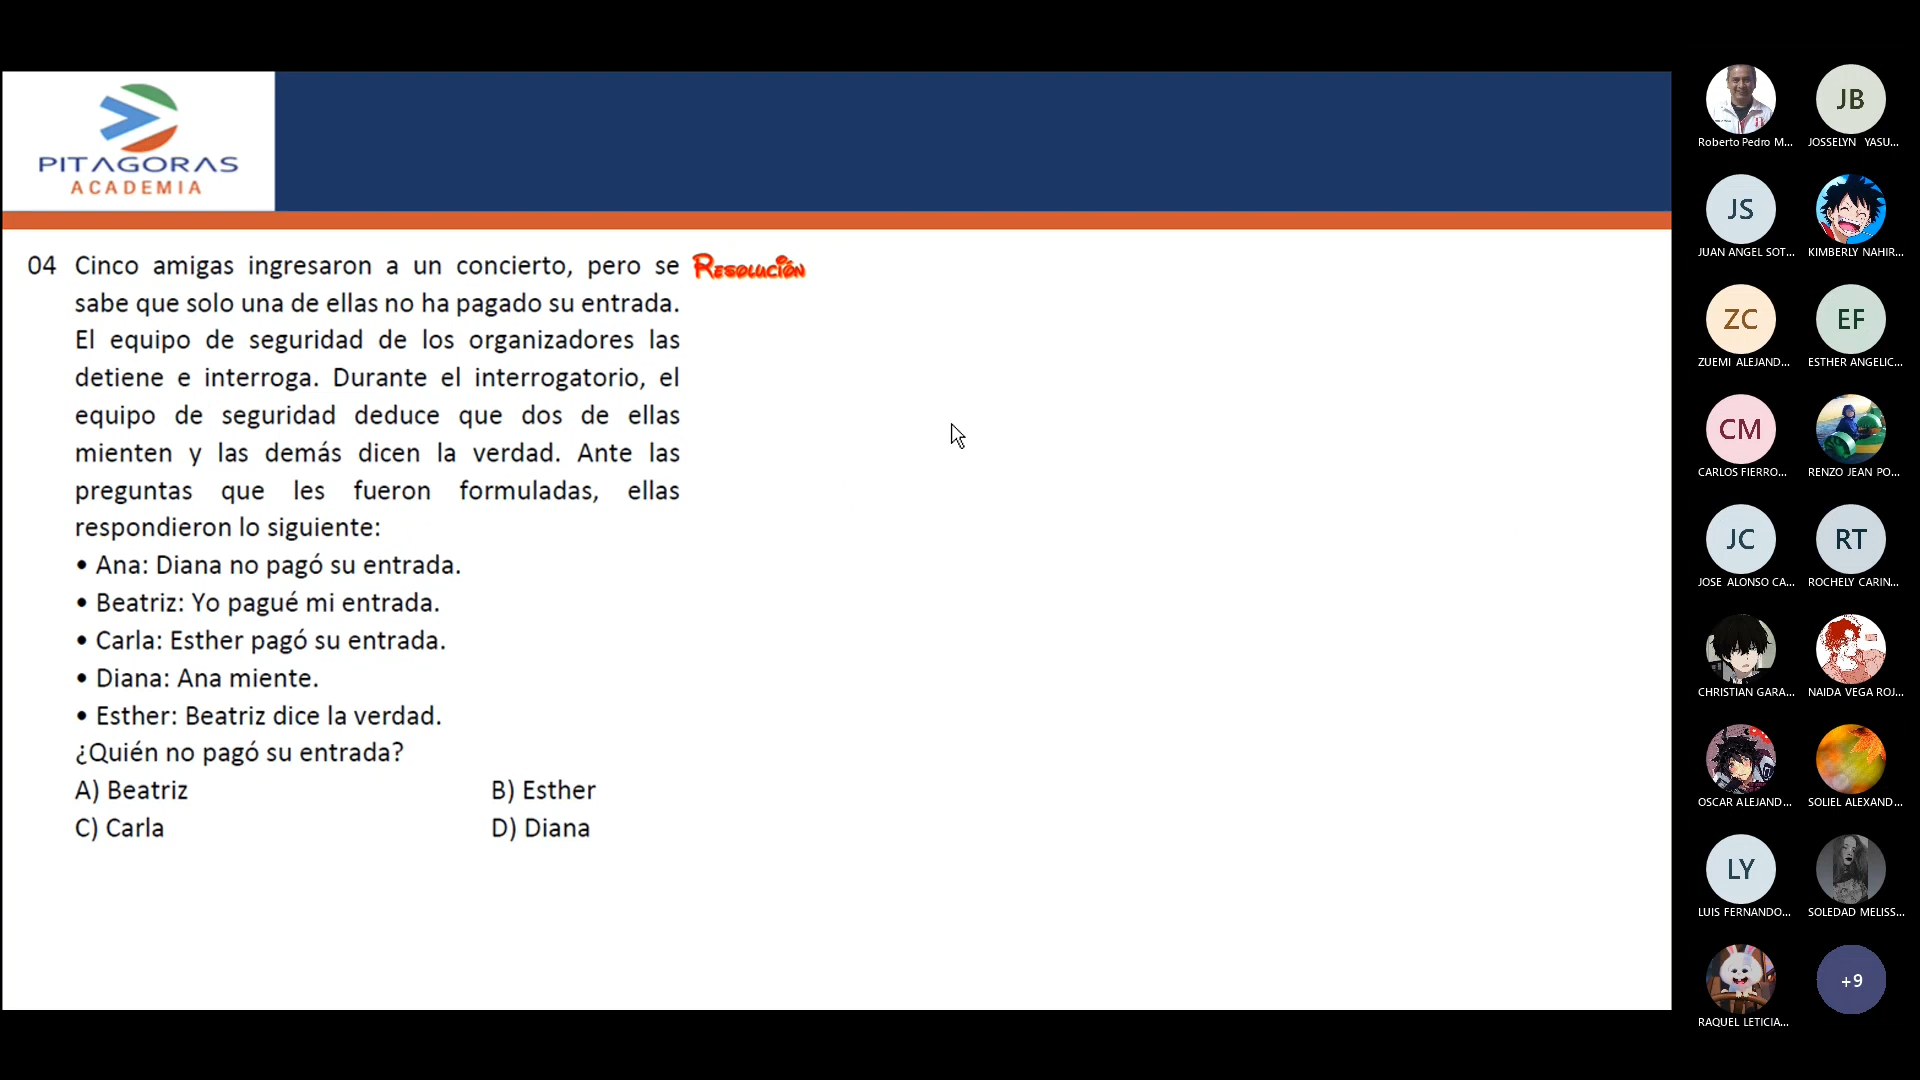 PITAGORAS
ACADEMIA
04 Cinco amigas ingresaron a un concierto, pero se
sabe que solo una de ellas no ha pagado su entrada.
El equipo de seguridad de los organizadores las
detiene e interroga. Durante el interrogatorio, el
equipo de seguridad deduce que dos de ellas
mienten y las demás dicen la verdad. Ante las
preguntas que les fueron formuladas, ellas
respondieron lo siguiente:
• Ana: Diana no pagó su entrada.
• Beatriz: Yo pagué mi entrada.
• Carla: Esther pagó su entrada.
• Diana: Ana miente.
• Esther: Beatriz dice la verdad.
¿Quién no pagó su entrada?
A) Beatriz B) Esther
C) Carla D) Diana
Resolución
Roberto Pedro M...
JB
JOSSELYN YASU...
JS
JUAN ANGEL SOT...
KIMBERLY NAHIR...
ZC
ZUEMI ALEJAND...
EF
ESTHER ANGELIC...
CM
CARLOS FIERRO...
RENZO JEAN PO...
JC
JOSE ALONSO CA...
RT
ROCHELY CARIN...
CHRISTIAN GARA...
NAIDA VEGA ROJ...
OSCAR ALEJAND...
SOLIEL ALEXAND...
LY
LUIS FERNANDO...
SOLEDAD MELISS...
RAQUEL LETICIA...
+9